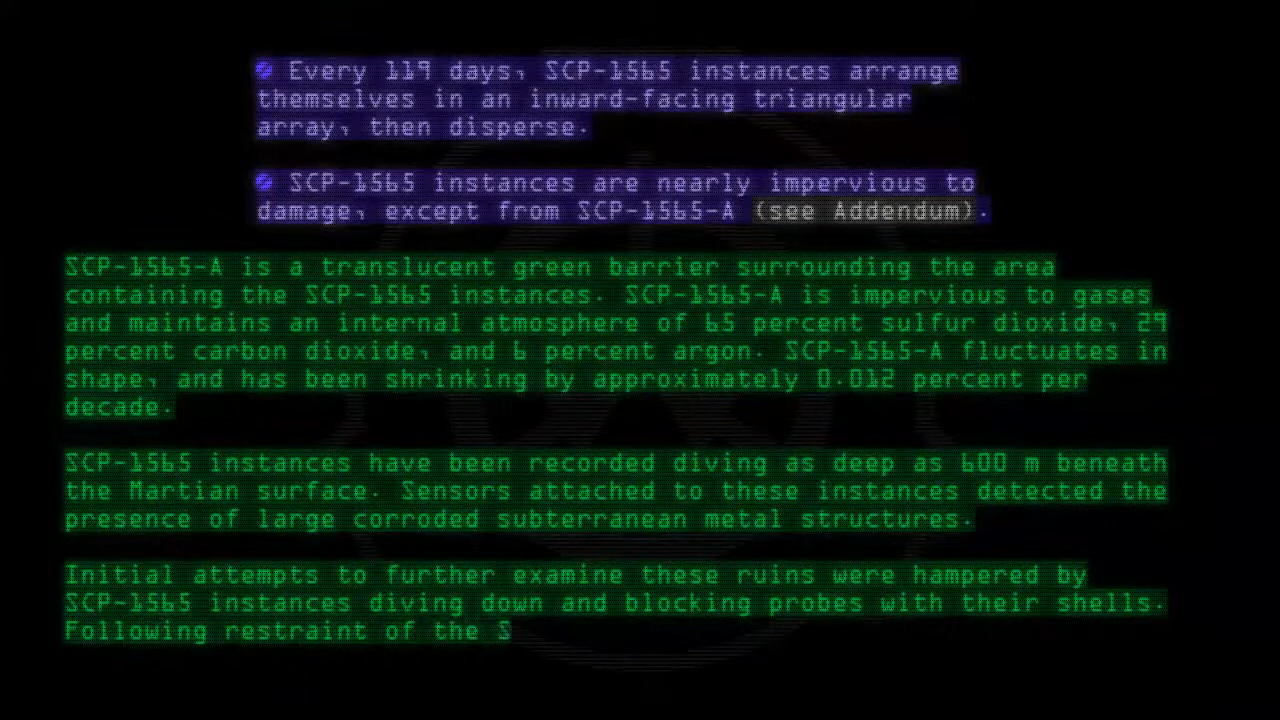 • Every 119 days, SCP-1565 instances arrange
themselves in an inward-facing triangular
array, then disperse.
• SCP-1565 instances are nearly impervious to
damage, except from SCP-1565-A (see Addendum).
SCP-1565-A is a translucent green barrier surrounding the area
containing the SCP-1565 instances. SCP-1565-A is impervious to gases
and maintains an internal atmosphere of 65 percent sulfur dioxide, 29
percent carbon dioxide, and 6 percent argon. SCP-1565-A fluctuates in
shape, and has been shrinking by approximately 0.012 percent per
decade.
SCP-1565 instances have been recorded diving as deep as 600 m beneath
the Martian surface. Sensors attached to these instances detected the
presence of large corroded subterranean metal structures.
Initial attempts to further examine these ruins were hampered by
SCP-1565 instances diving down and blocking probes with their shells.
Following restraint of the S